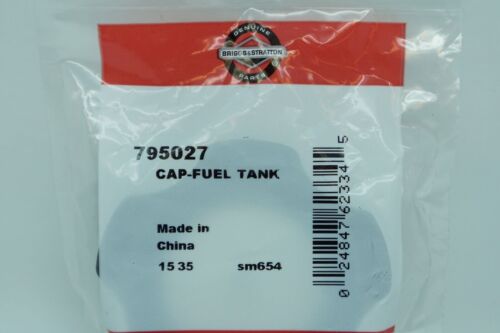 GENUINE
BRIGGS&STRATTON
PARTS
795027
CAP-FUEL TANK
Made in
China
15 35 sm654
0 24847 62334 5